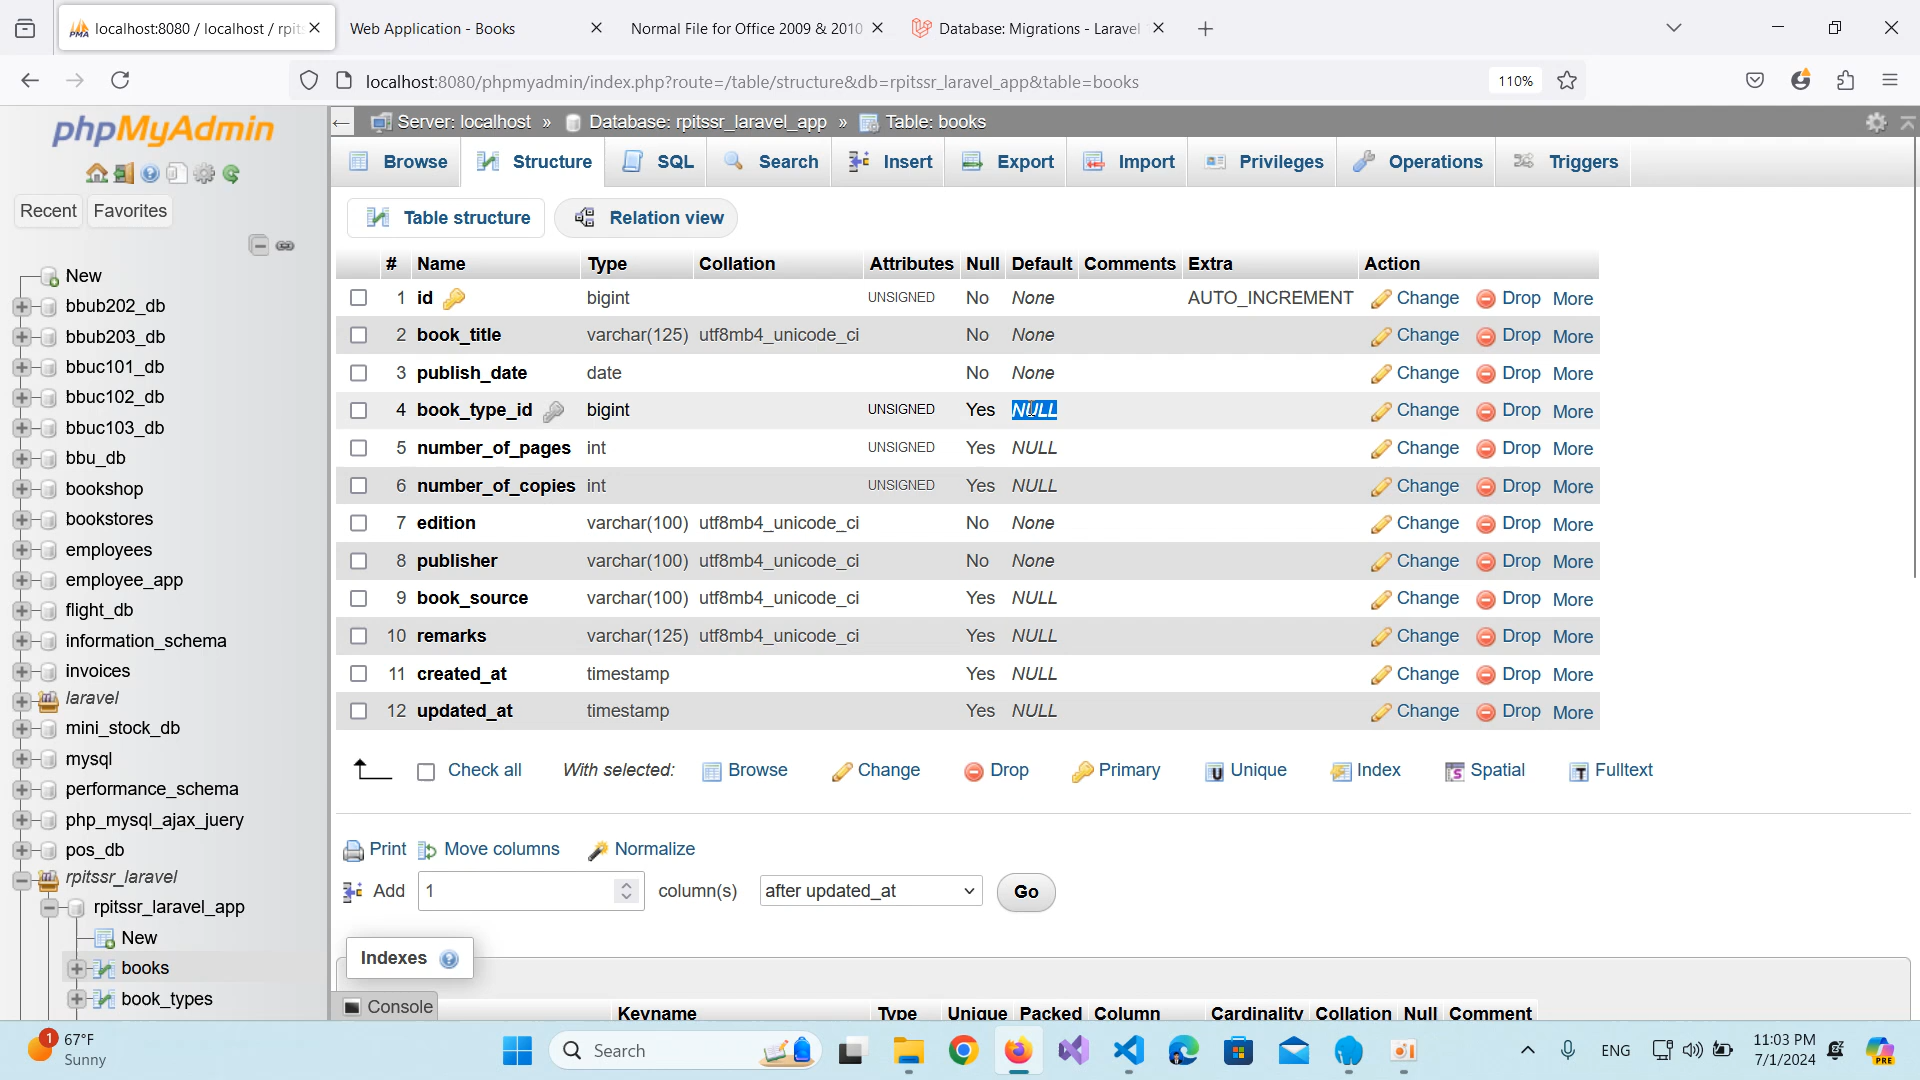 localhost:8080 / localhost / rpits
Web Application - Books
Normal File for Office 2009 & 2010
Database: Migrations - Laravel
localhost:8080/phpmyadmin/index.php?route=/table/structure&db=rpitssr_laravel_app&table=books
110%
phpMyAdmin
Recent Favorites
New
bbub202_db
bbub203_db
bbuc101_db
bbuc102_db
bbuc103_db
bbu_db
bookshop
bookstores
employees
employee_app
flight_db
information_schema
invoices
laravel
mini_stock_db
mysql
performance_schema
php_mysql_ajax_juery
pos_db
rpitssr_laravel
rpitssr_laravel_app
New
books
book_types
Server: localhost » Database: rpitssr_laravel_app » Table: books
Browse Structure SQL Search Insert Export Import Privileges Operations Triggers
Table structure Relation view
# Name Type Collation Attributes Null Default Comments Extra Action
1 id bigint UNSIGNED No None AUTO_INCREMENT Change Drop More
2 book_title varchar(125) utf8mb4_unicode_ci No None Change Drop More
3 publish_date date No None Change Drop More
4 book_type_id bigint UNSIGNED Yes NULL Change Drop More
5 number_of_pages int UNSIGNED Yes NULL Change Drop More
6 number_of_copies int UNSIGNED Yes NULL Change Drop More
7 edition varchar(100) utf8mb4_unicode_ci No None Change Drop More
8 publisher varchar(100) utf8mb4_unicode_ci No None Change Drop More
9 book_source varchar(100) utf8mb4_unicode_ci Yes NULL Change Drop More
10 remarks varchar(125) utf8mb4_unicode_ci Yes NULL Change Drop More
11 created_at timestamp Yes NULL Change Drop More
12 updated_at timestamp Yes NULL Change Drop More
Check all With selected: Browse Change Drop Primary Unique Index Spatial Fulltext
Print Move columns Normalize
Add 1 column(s) after updated_at Go
Indexes
Console
Keyname Type Unique Packed Column Cardinality Collation Null Comment
1 67°F
Sunny
Search
ENG
11:03 PM
7/1/2024
PRE